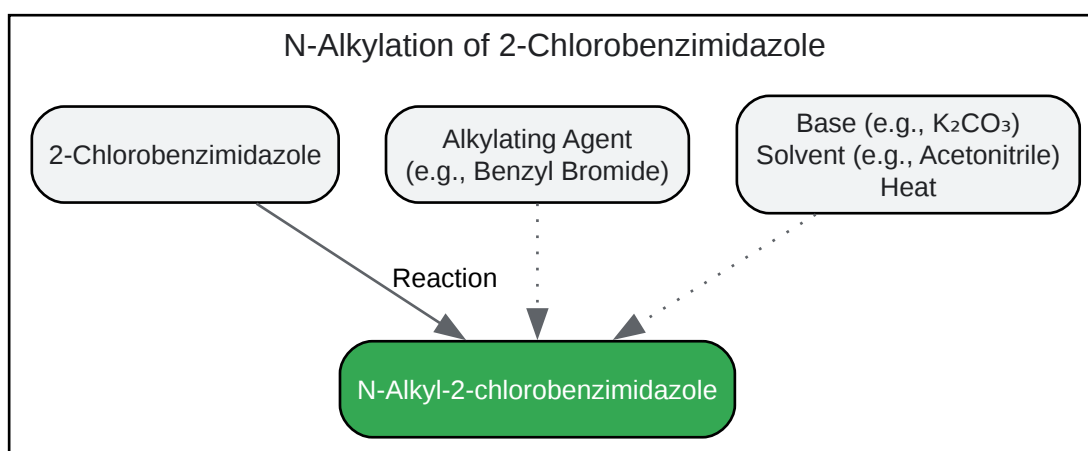 N-Alkylation of 2-Chlorobenzimidazole
2-Chlorobenzimidazole
Alkylating Agent
(e.g., Benzyl Bromide)
Base (e.g., K₂CO₃)
Solvent (e.g., Acetonitrile)
Heat
Reaction
N-Alkyl-2-chlorobenzimidazole